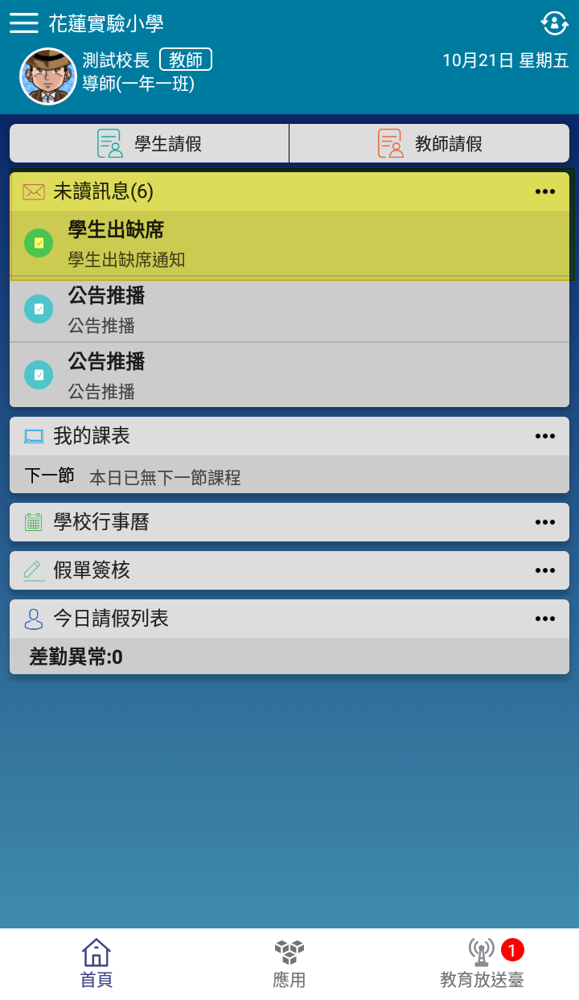 花蓮實驗小學
測試校長 教師 10月21日 星期五
導師(一年一班)
學生請假 教師請假
未讀訊息(6)
學生出缺席
學生出缺席通知
公告推播
公告推播
公告推播
公告推播
我的課表
下一節 本日已無下一節課程
學校行事曆
假單簽核
今日請假列表
差勤異常:0
1
首頁 應用 教育放送臺